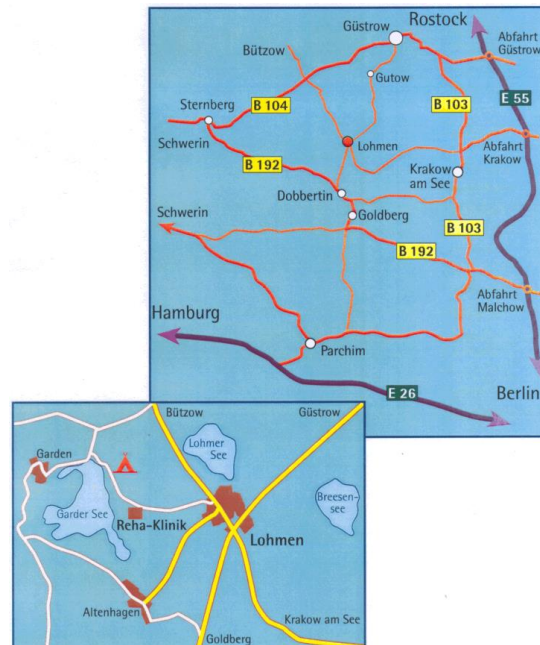 Rostock
Güstrow
Abfahrt
Güstrow
Bützow
Gutow
E 55
B 104
B 103
Sternberg
Schwerin
Lohmen
Abfahrt
Krakow
B 192
Krakow
am See
Dobbertin
Goldberg
Schwerin
B 103
B 192
Abfahrt
Malchow
Hamburg
Parchim
E 26
Berlin
Bützow
Güstrow
Lohmer
See
Garden
Garder See
Reha-Klinik
Breesen-
see
Lohmen
Altenhagen
Goldberg
Krakow am See